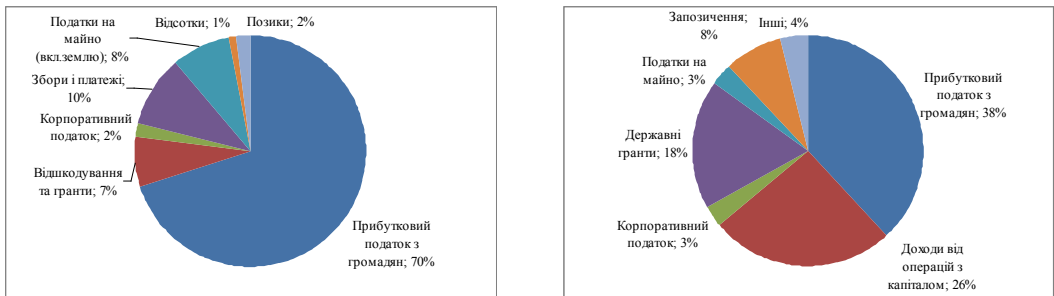 Податки на
майно
(вкл.землю); 8%
Відсотки; 1%
Позики; 2%
Збори і платежі;
10%
Корпоративний
податок; 2%
Відшкодування
та гранти; 7%
Прибутковий
податок з
громадян; 70%
Запозичення;
8%
Інші; 4%
Податки на
майно; 3%
Прибутковий
податок з
громадян; 38%
Державні
гранти; 18%
Корпоративний
податок; 3%
Доходи від
операцій з
капіталом; 26%